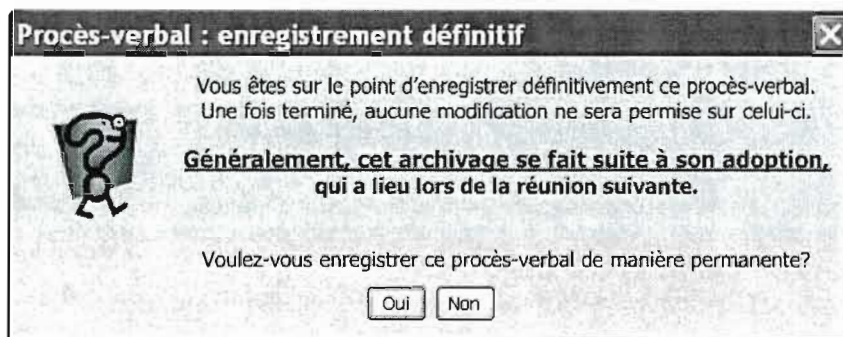 Procès-verbal : enregistrement définitif
Vous êtes sur le point d'enregistrer définitivement ce procès-verbal.
Une fois terminé, aucune modification ne sera permise sur celui-ci.
Généralement, cet archivage se fait suite à son adoption,
qui a lieu lors de la réunion suivante.
Voulez-vous enregistrer ce procès-verbal de manière permanente?
Oui Non